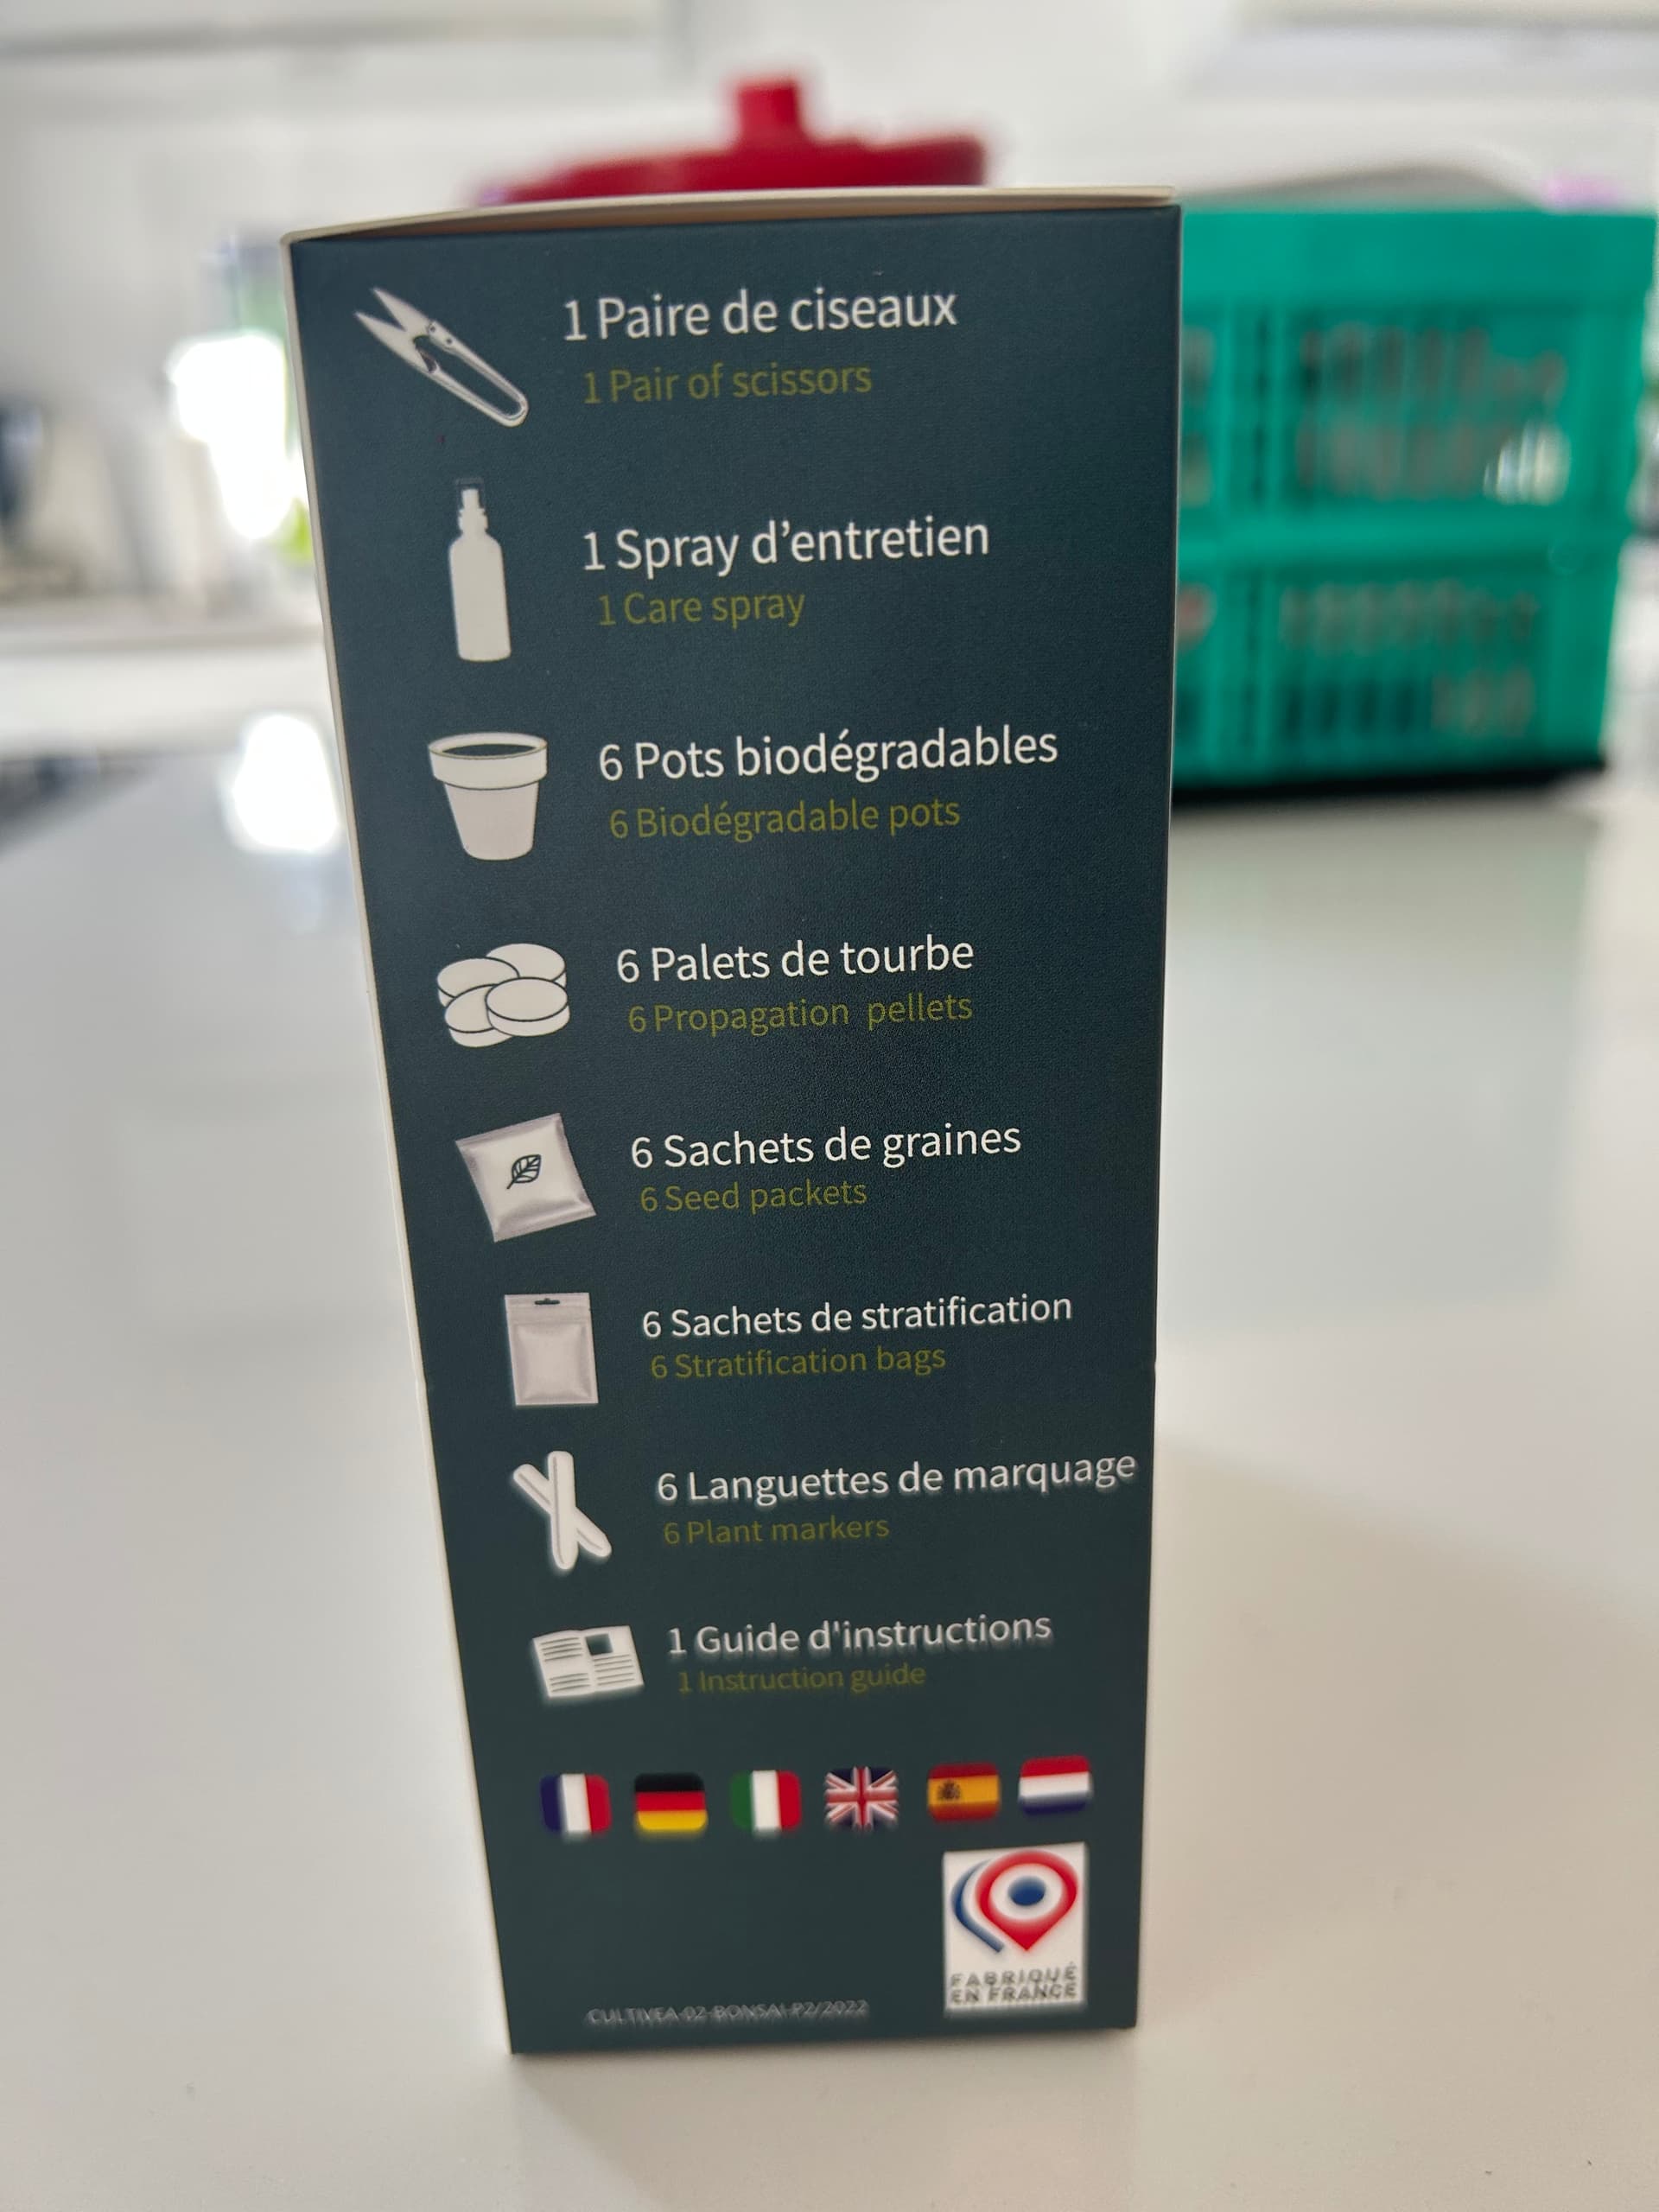 1 Paire de ciseaux
1 Pair of scissors
1 Spray d’entretien
1 Care spray
6 Pots biodégradables
6 Biodégradable pots
6 Palets de tourbe
6 Propagation pellets
6 Sachets de graines
6 Seed packets
6 Sachets de stratification
6 Stratification bags
6 Languettes de marquage
6 Plant markers
1 Guide d'instructions
1 Instruction guide
FABRIQUÉ
EN FRANCE
CULTIVEA-02-BONSAI-P2/2022